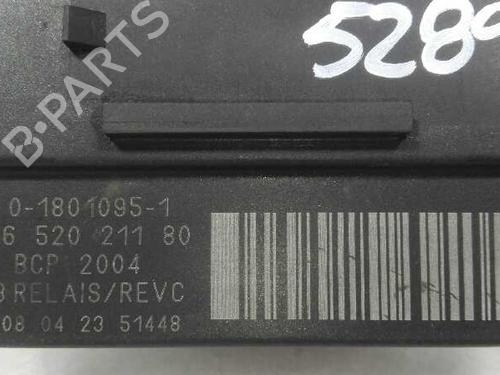 528
B-PARTS
0-1801095-1
6 520 211 80
BCP 2004
RELAIS/REVC
08 04 23 51448